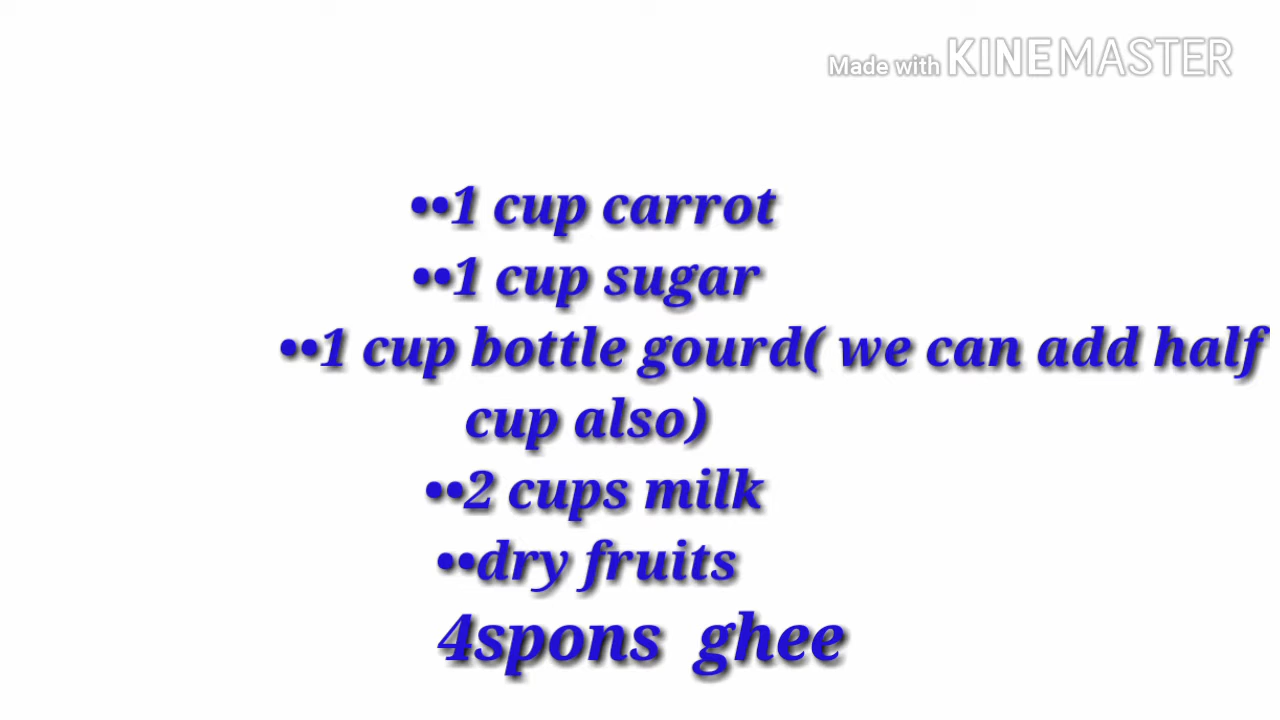 Made with KINEMASTER
••1 cup carrot
••1 cup sugar
••1 cup bottle gourd( we can add half
cup also)
••2 cups milk
••dry fruits
4spons ghee